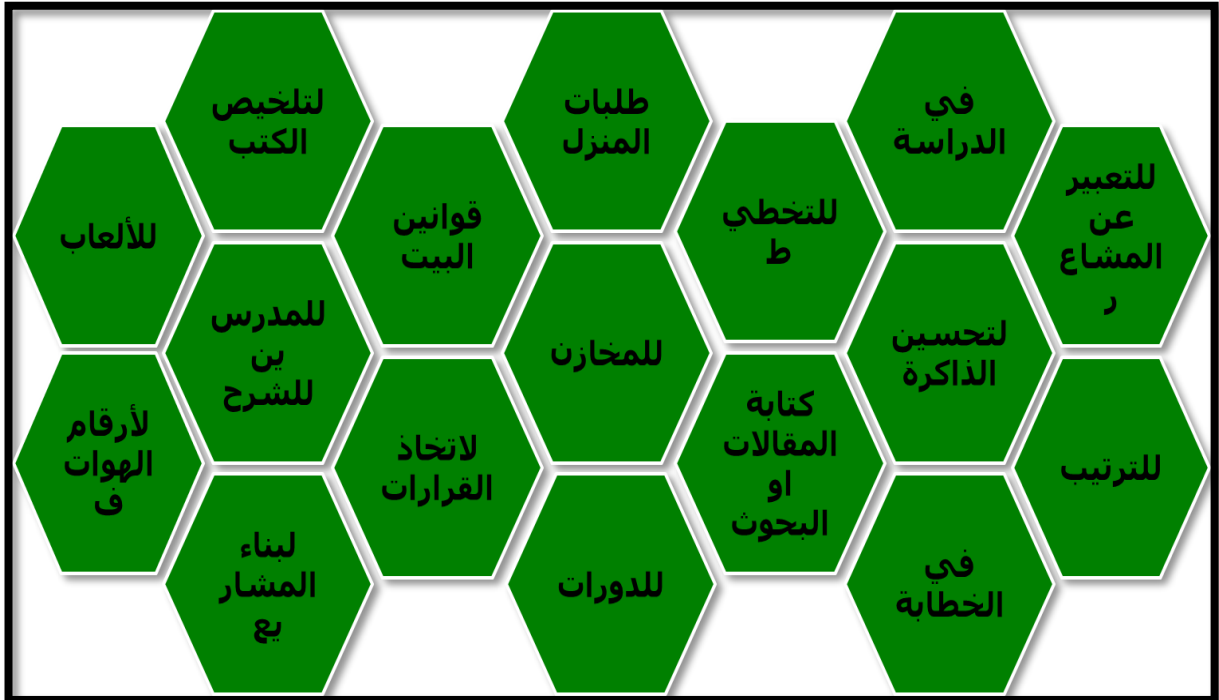 في
الدراسة
طلبات
المنزل
لتلخيص
الكتب
للتعبير
عن
المشاع
ر
للتخطي
ط
قوانين
البيت
للألعاب
لتحسين
الذاكرة
للمخازن
للمدرس
ين
للشرح
للترتيب
كتابة
المقالات
او
البحوث
لاتخاذ
القرارات
لأرقام
الهوات
ف
في
الخطابة
للدورات
لبناء
المشار
يع